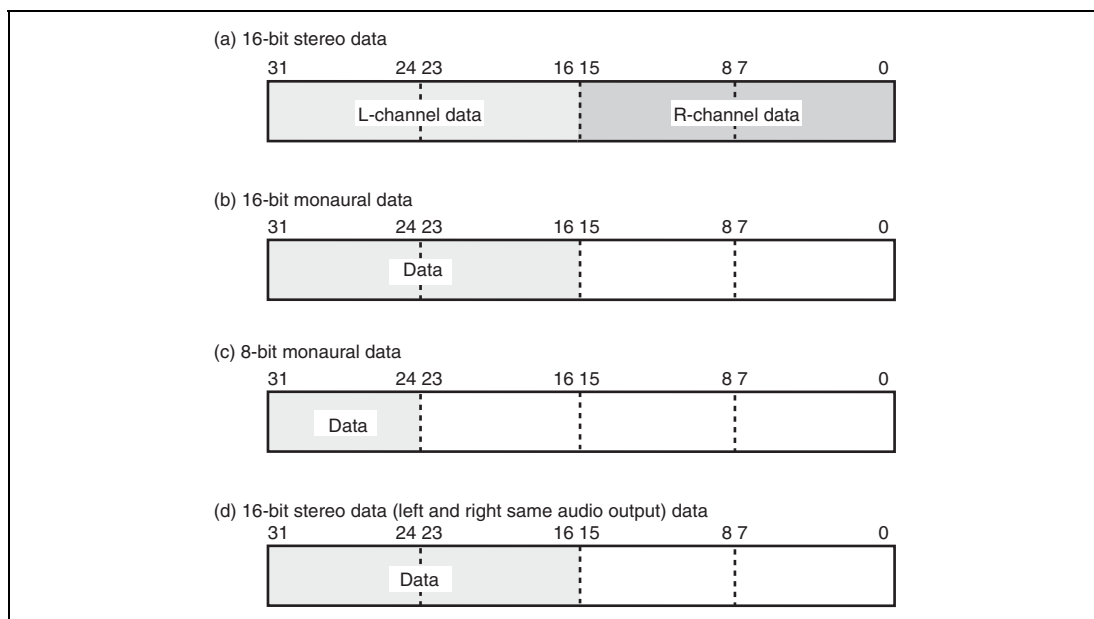 (a) 16-bit stereo data
31 24 23 16 15 8 7 0
L-channel data R-channel data
(b) 16-bit monaural data
31 24 23 16 15 8 7 0
Data
(c) 8-bit monaural data
31 24 23 16 15 8 7 0
Data
(d) 16-bit stereo data (left and right same audio output) data
31 24 23 16 15 8 7 0
Data